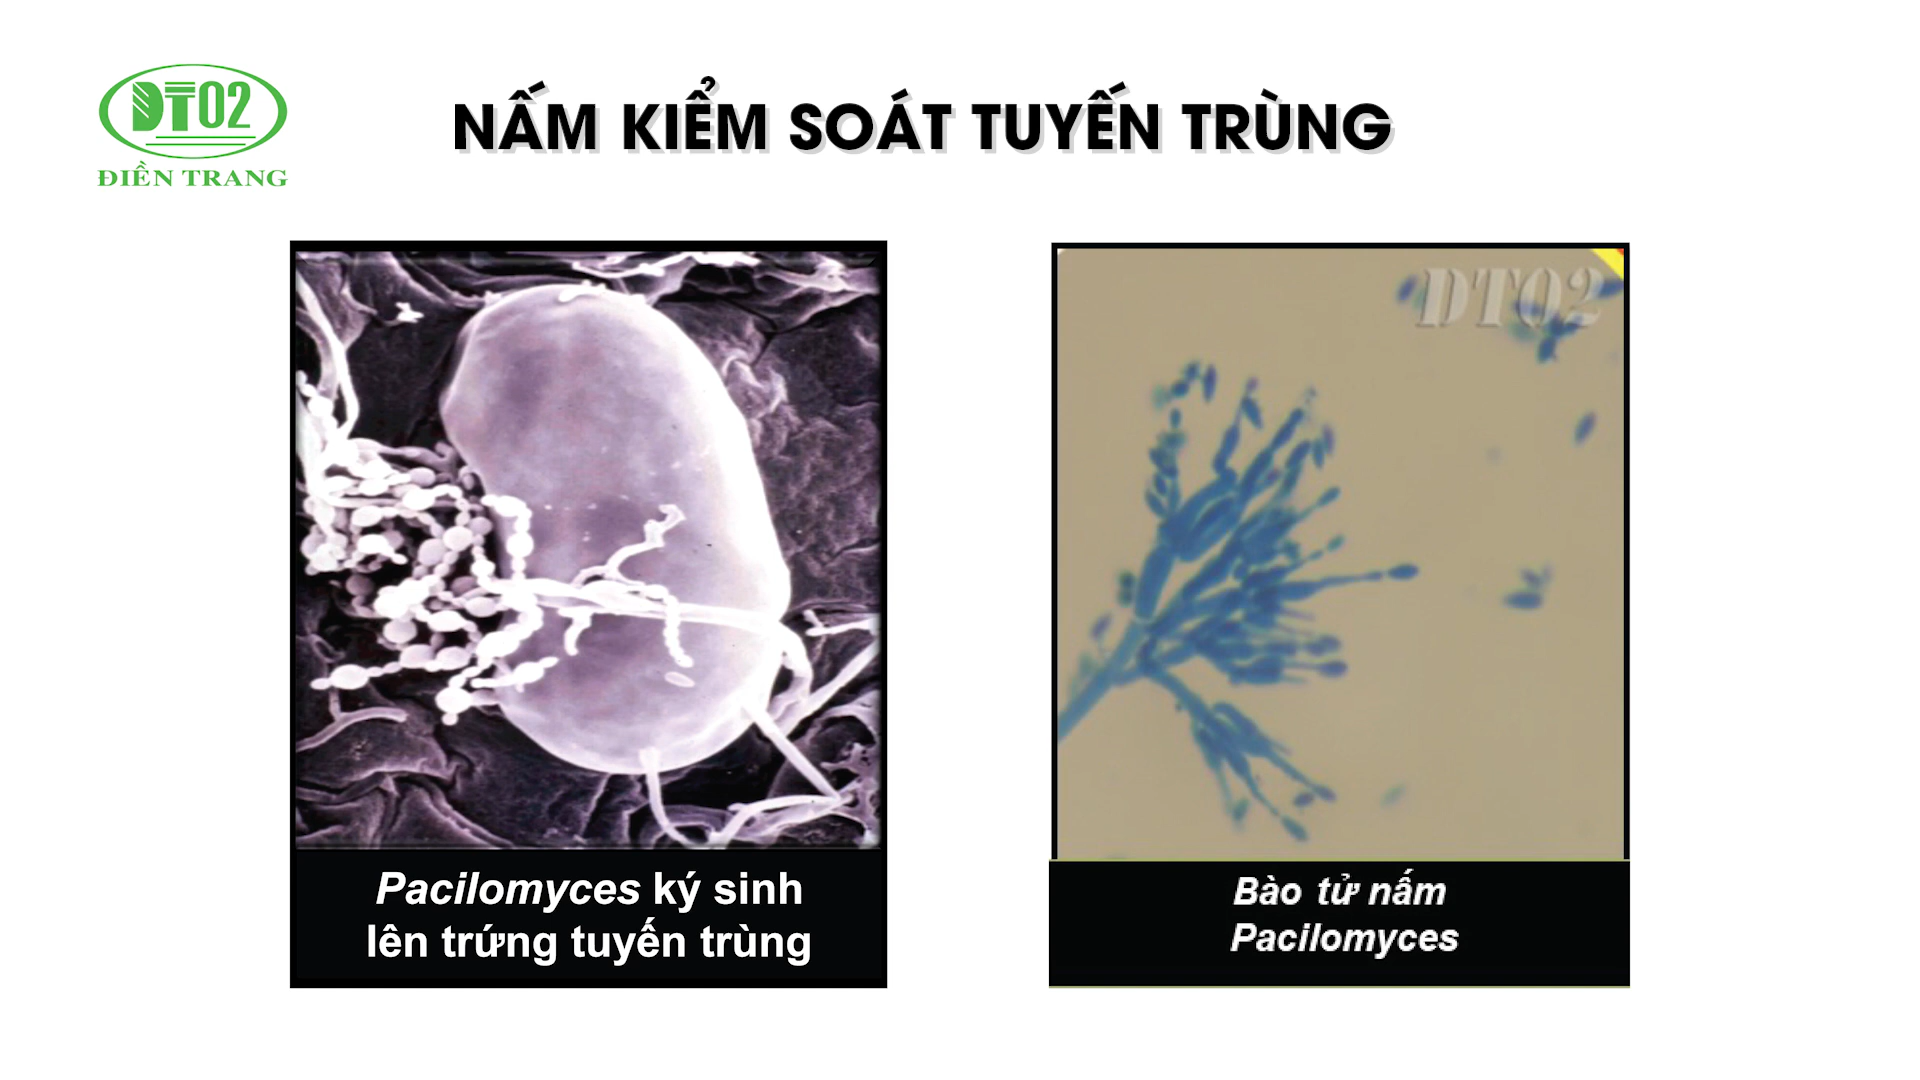 DT02
ĐIỀN TRANG
NẤM KIỂM SOÁT TUYẾN TRÙNG
DT02
Pacilomyces ký sinh
lên trứng tuyến trùng
Bào tử nấm
Pacilomyces